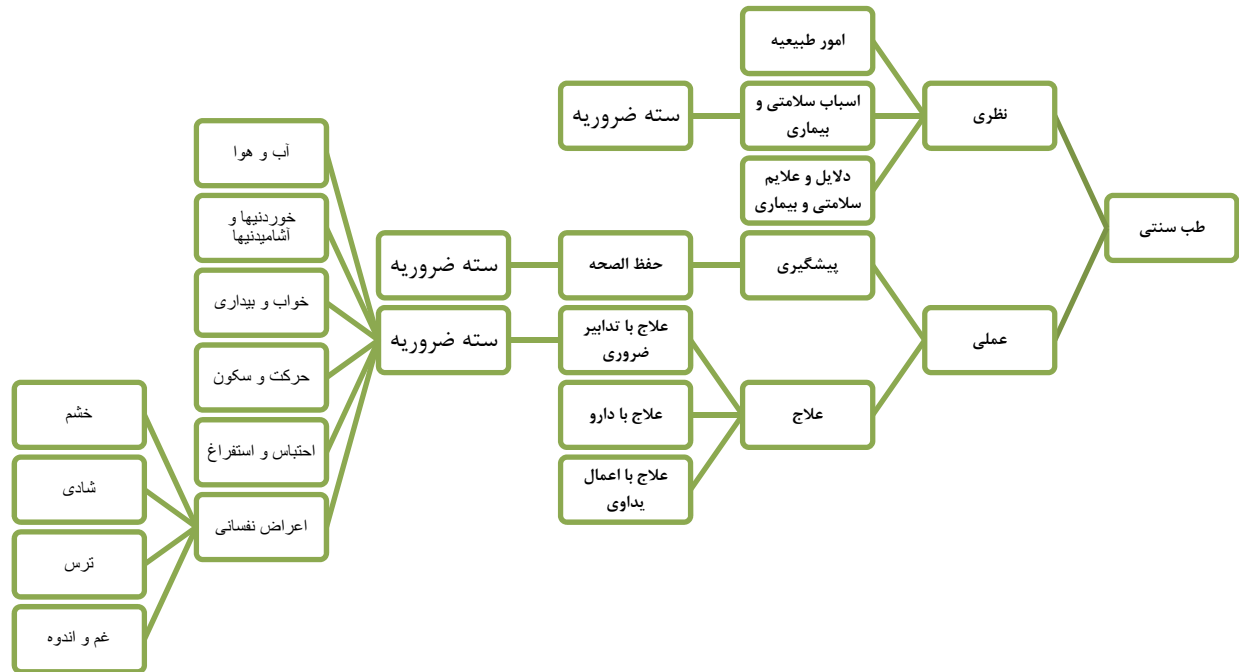 طب سنتی
نظری
امور طبیعیه
اسباب سلامتی و
بیماری
سته ضروریه
دلایل و علایم
سلامتی و بیماری
عملی
پیشگیری
حفظ الصحه
سته ضروریه
علاج
علاج با تدابیر
ضروری
سته ضروریه
آب و هوا
خوردنیها و
آشامیدنیها
خواب و بیداری
حرکت و سکون
احتباس و استفراغ
اعراض نفسانی
خشم
شادی
ترس
غم و اندوه
علاج با دارو
علاج با اعمال
یداوی